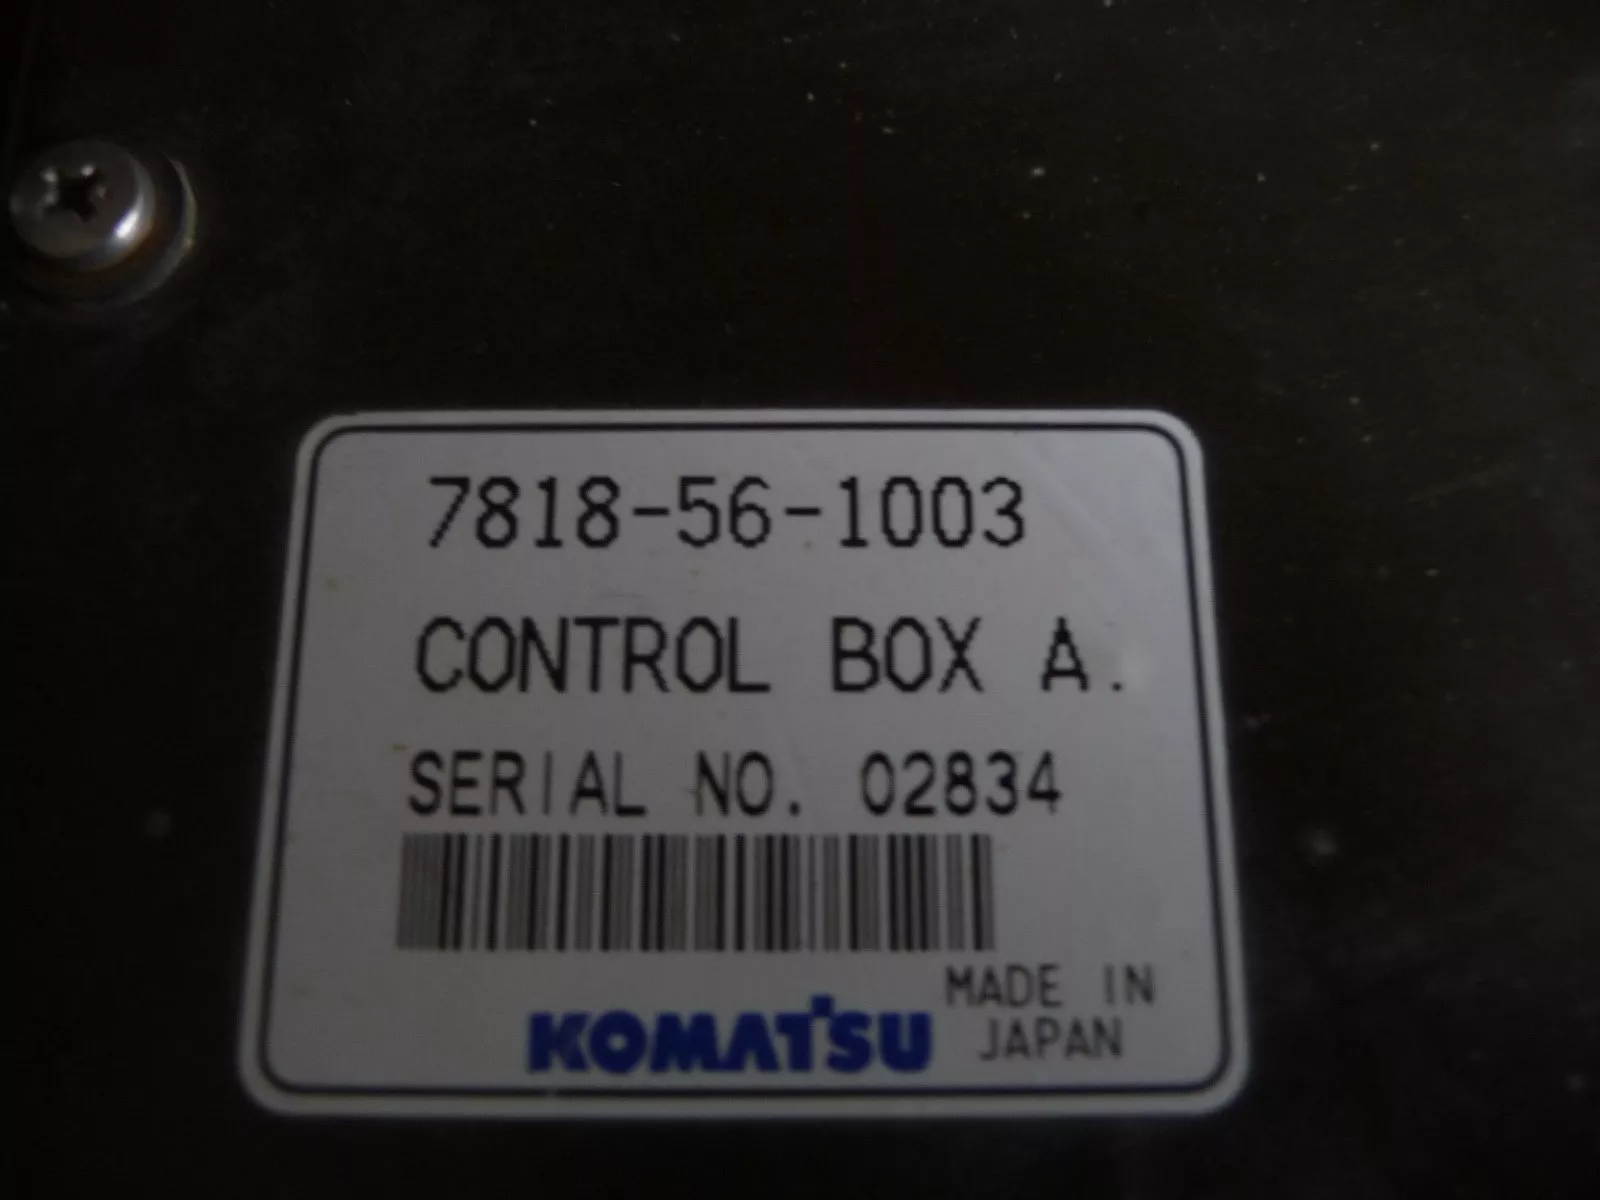 7818-56-1003
CONTROL BOX A.
SERIAL NO. 02834
MADE IN
JAPAN
KOMATSU